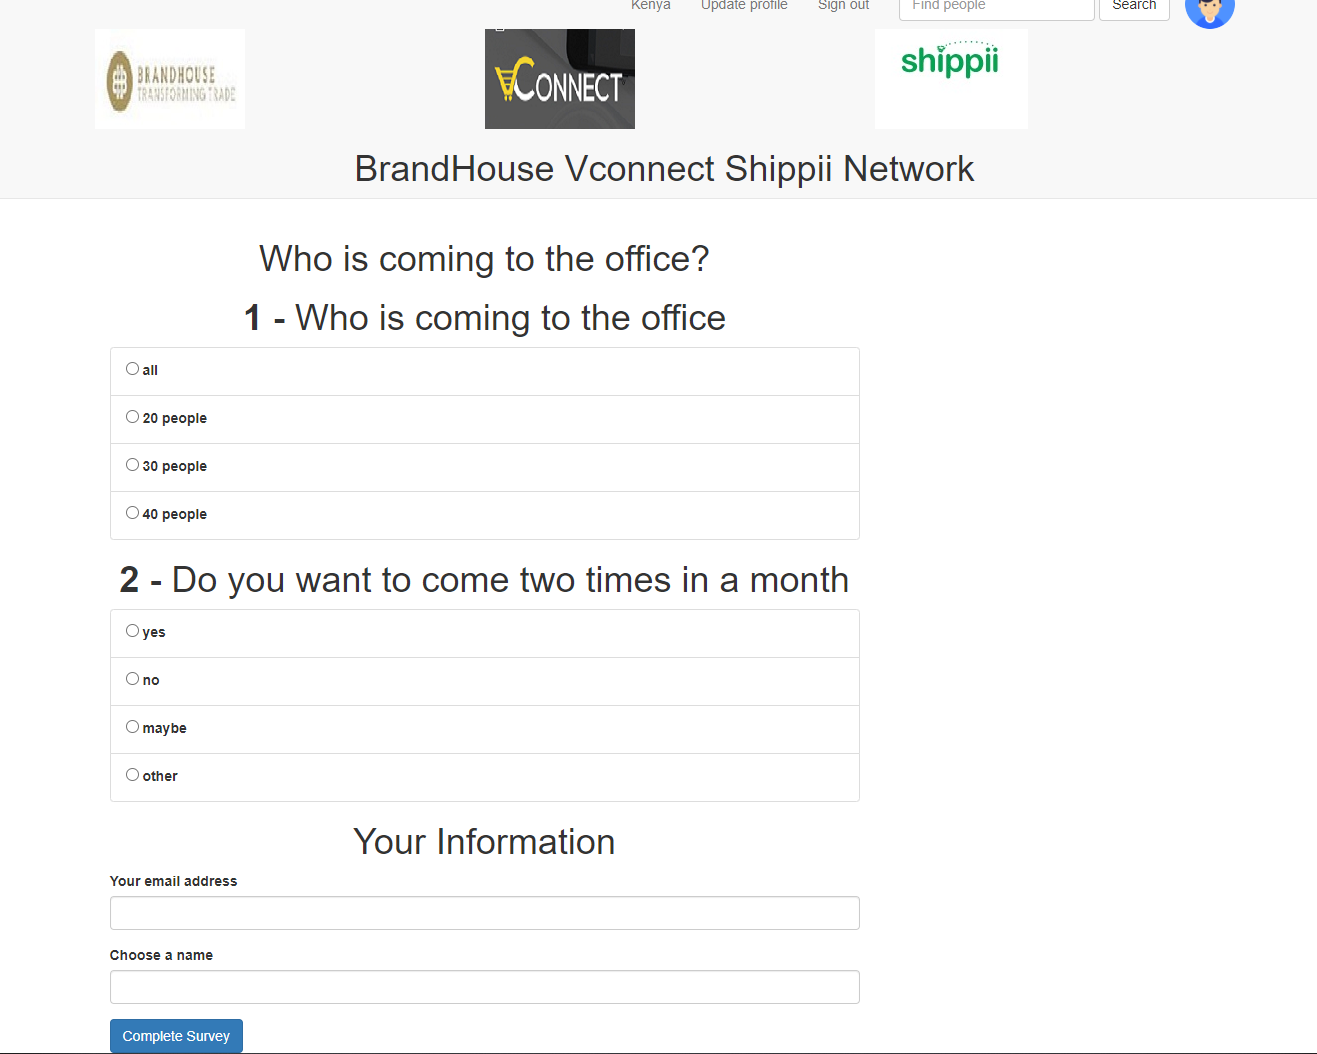 Kenya Update profile Sign out Find people Search
BRANDHOUSE
TRANSFORMING TRADE
VCONNECT
shippii
BrandHouse Vconnect Shippii Network
Who is coming to the office?
1 - Who is coming to the office
all
20 people
30 people
40 people
2 - Do you want to come two times in a month
yes
no
maybe
other
Your Information
Your email address
Choose a name
Complete Survey